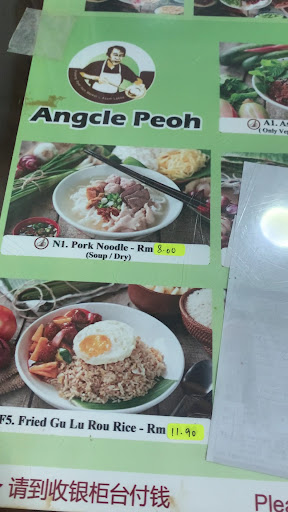 Angcle Peoh
A1. A
( Only Ve
N1. Pork Noodle - Rm 8.00
(Soup / Dry)
F5. Fried Gu Lu Rou Rice - Rm 11.90
请到收银柜台付钱
Plea